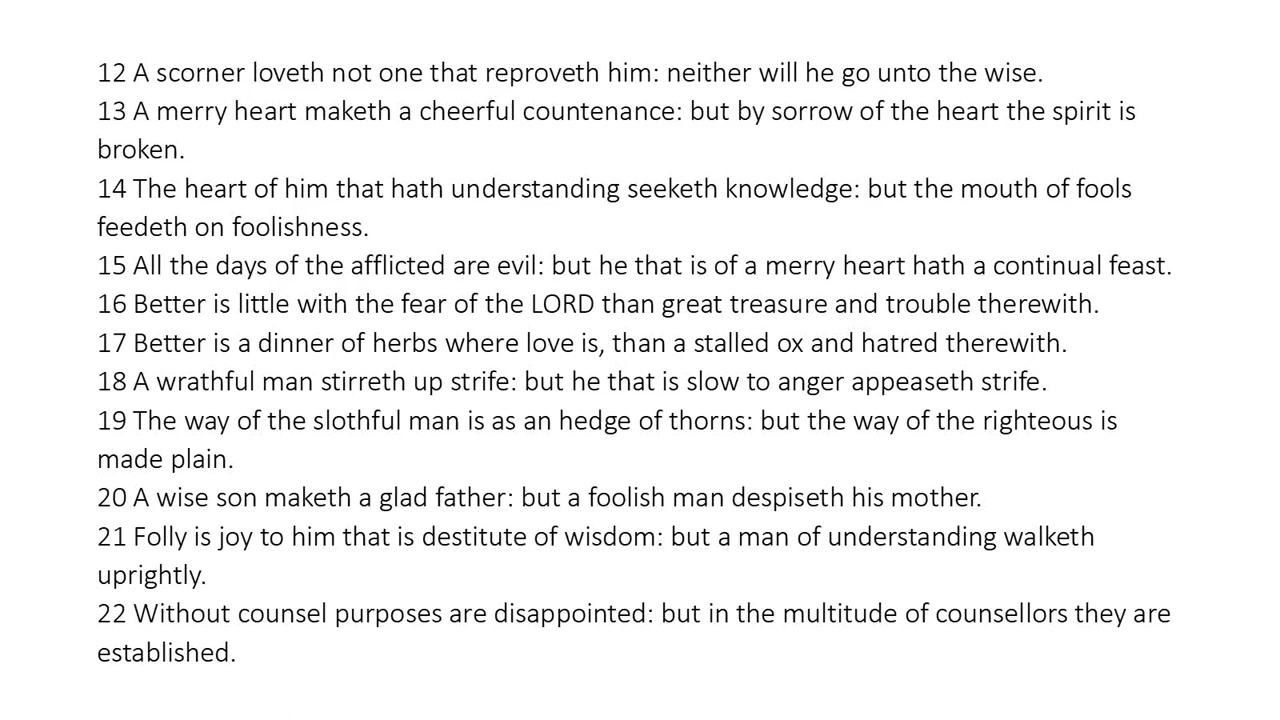 12 A scorner loveth not one that reproveth him: neither will he go unto the wise.
13 A merry heart maketh a cheerful countenance: but by sorrow of the heart the spirit is
broken.
14 The heart of him that hath understanding seeketh knowledge: but the mouth of fools
feedeth on foolishness.
15 All the days of the afflicted are evil: but he that is of a merry heart hath a continual feast.
16 Better is little with the fear of the LORD than great treasure and trouble therewith.
17 Better is a dinner of herbs where love is, than a stalled ox and hatred therewith.
18 A wrathful man stirreth up strife: but he that is slow to anger appeaseth strife.
19 The way of the slothful man is as an hedge of thorns: but the way of the righteous is
made plain.
20 A wise son maketh a glad father: but a foolish man despiseth his mother.
21 Folly is joy to him that is destitute of wisdom: but a man of understanding walketh
uprightly.
22 Without counsel purposes are disappointed: but in the multitude of counsellors they are
established.